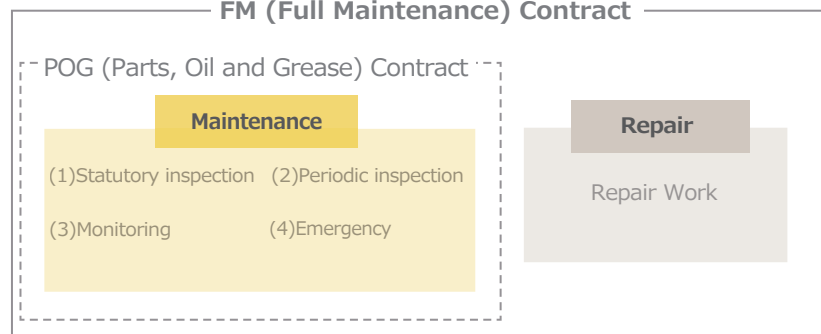 FM (Full Maintenance) Contract
POG (Parts, Oil and Grease) Contract
Maintenance
(1)Statutory inspection (2)Periodic inspection
(3)Monitoring (4)Emergency
Repair
Repair Work